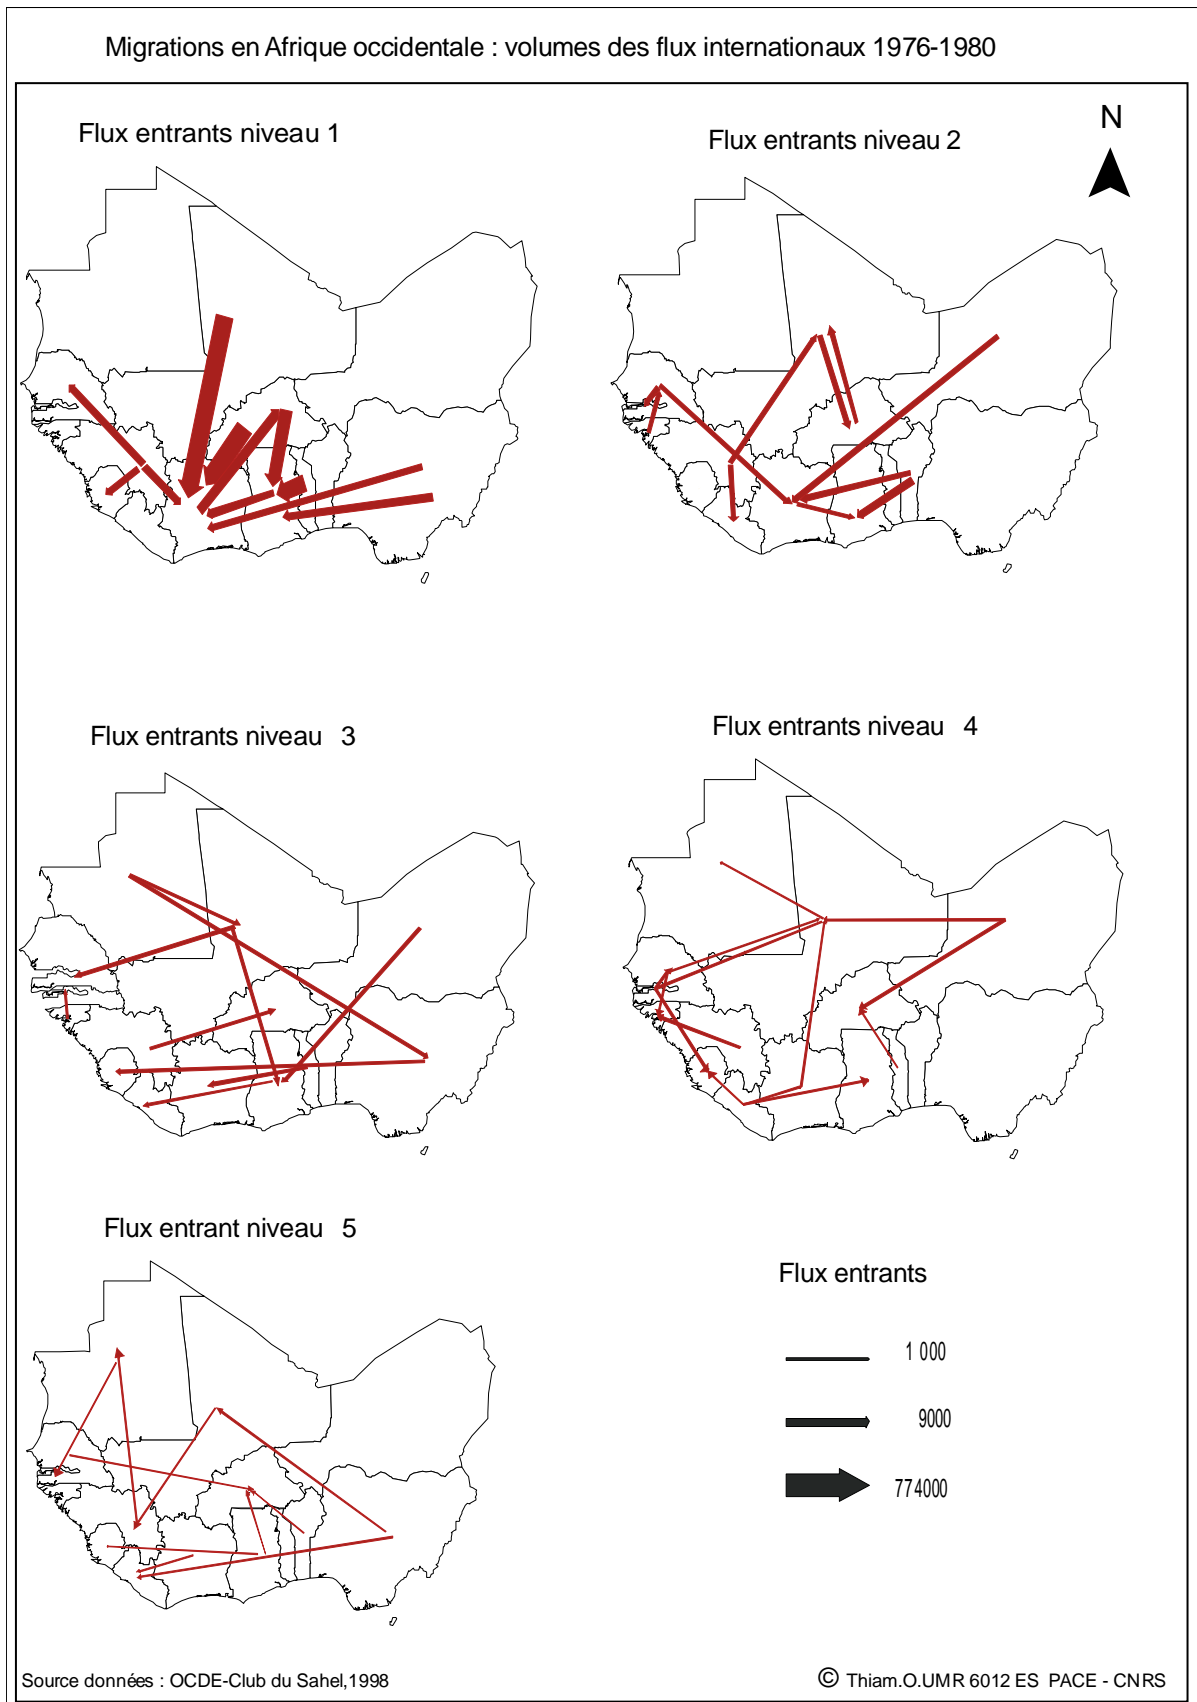 Migrations en Afrique occidentale : volumes des flux internationaux 1976-1980
Flux entrants niveau 1
Flux entrants niveau 2
N
Flux entrants niveau 3
Flux entrants niveau 4
Flux entrant niveau 5
Flux entrants
1 000
9000
774000
Source données : OCDE-Club du Sahel,1998
© Thiam.O.UMR 6012 ES PACE - CNRS